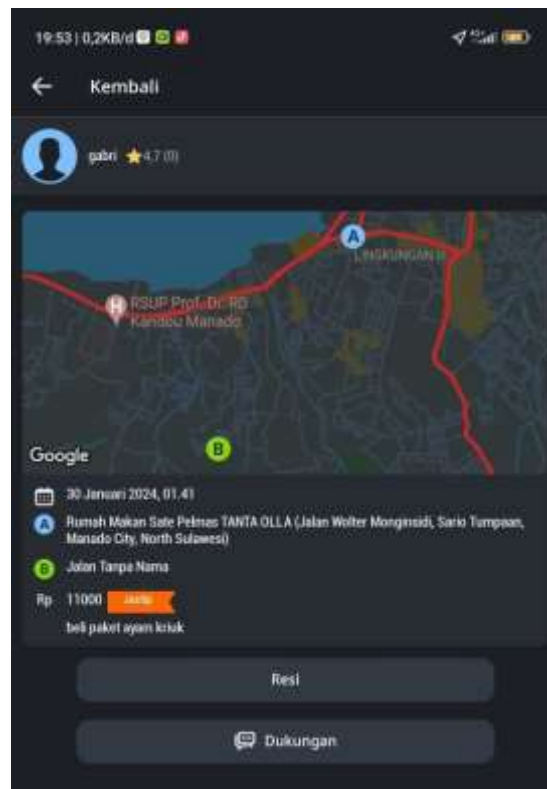 19:53 | 0,2KB/d
Kembali
gabri 4.7 (0)
A
LINGKUNGAN II
H RSUP Prof. Dr. RD
Kandou Manado
B
Google
30 Januari 2024, 01.41
A Rumah Makan Sate Pelmas TANTA OLLA (Jalan Wolter Monginsidi, Sario Tumpaan,
Manado City, North Sulawesi)
B Jalan Tanpa Nama
Rp 11000
beli paket ayam kriuk
Resi
Dukungan